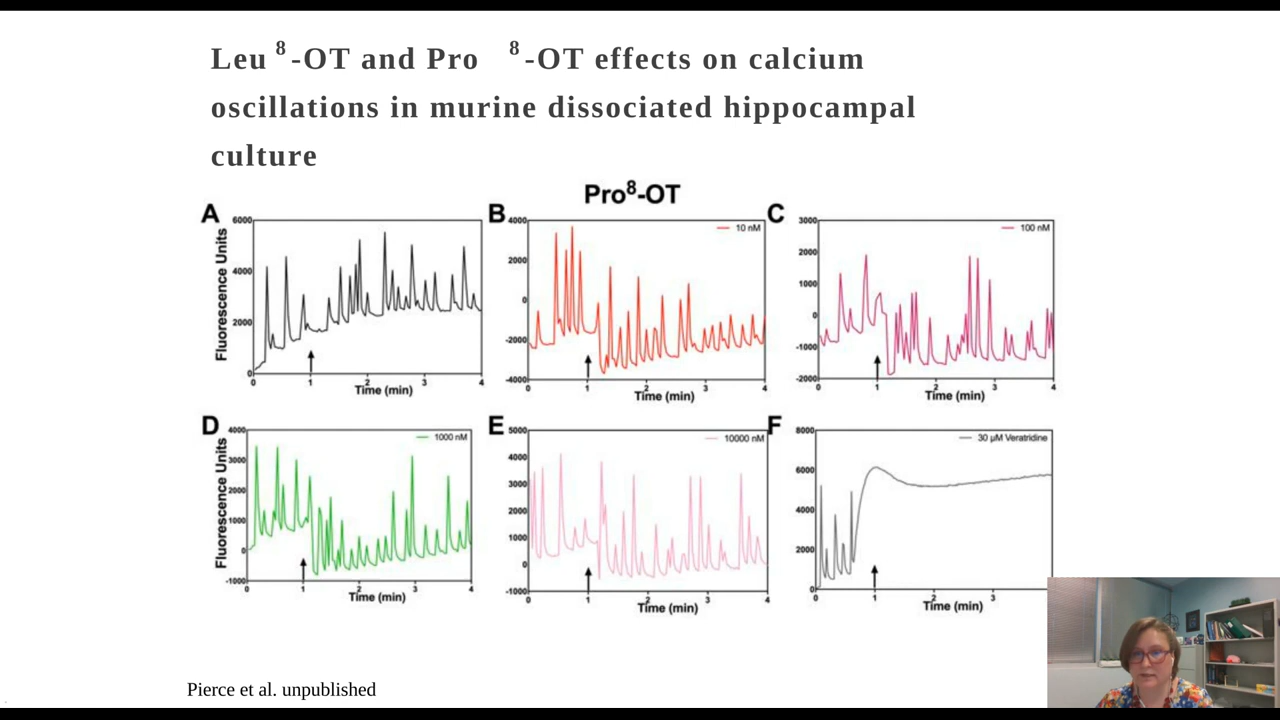 Leu 8-OT and Pro 8-OT effects on calcium
oscillations in murine dissociated hippocampal
culture
Pro8-OT
A
6000
4000
2000
0
Fluorescence Units
0 1 2 3 4
Time (min)
B
10 nM
4000
2000
0
-2000
-4000
0 1 2 3 4
Time (min)
C
100 nM
3000
2000
1000
0
-1000
-2000
0 1 2 3 4
Time (min)
D
1000 nM
4000
3000
2000
1000
0
-1000
Fluorescence Units
0 1 2 3 4
Time (min)
E
10000 nM
5000
4000
3000
2000
1000
0
-1000
0 1 2 3 4
Time (min)
F
30 µM Veratridine
8000
6000
4000
2000
0
0 1 2 3
Time (min)
Pierce et al. unpublished